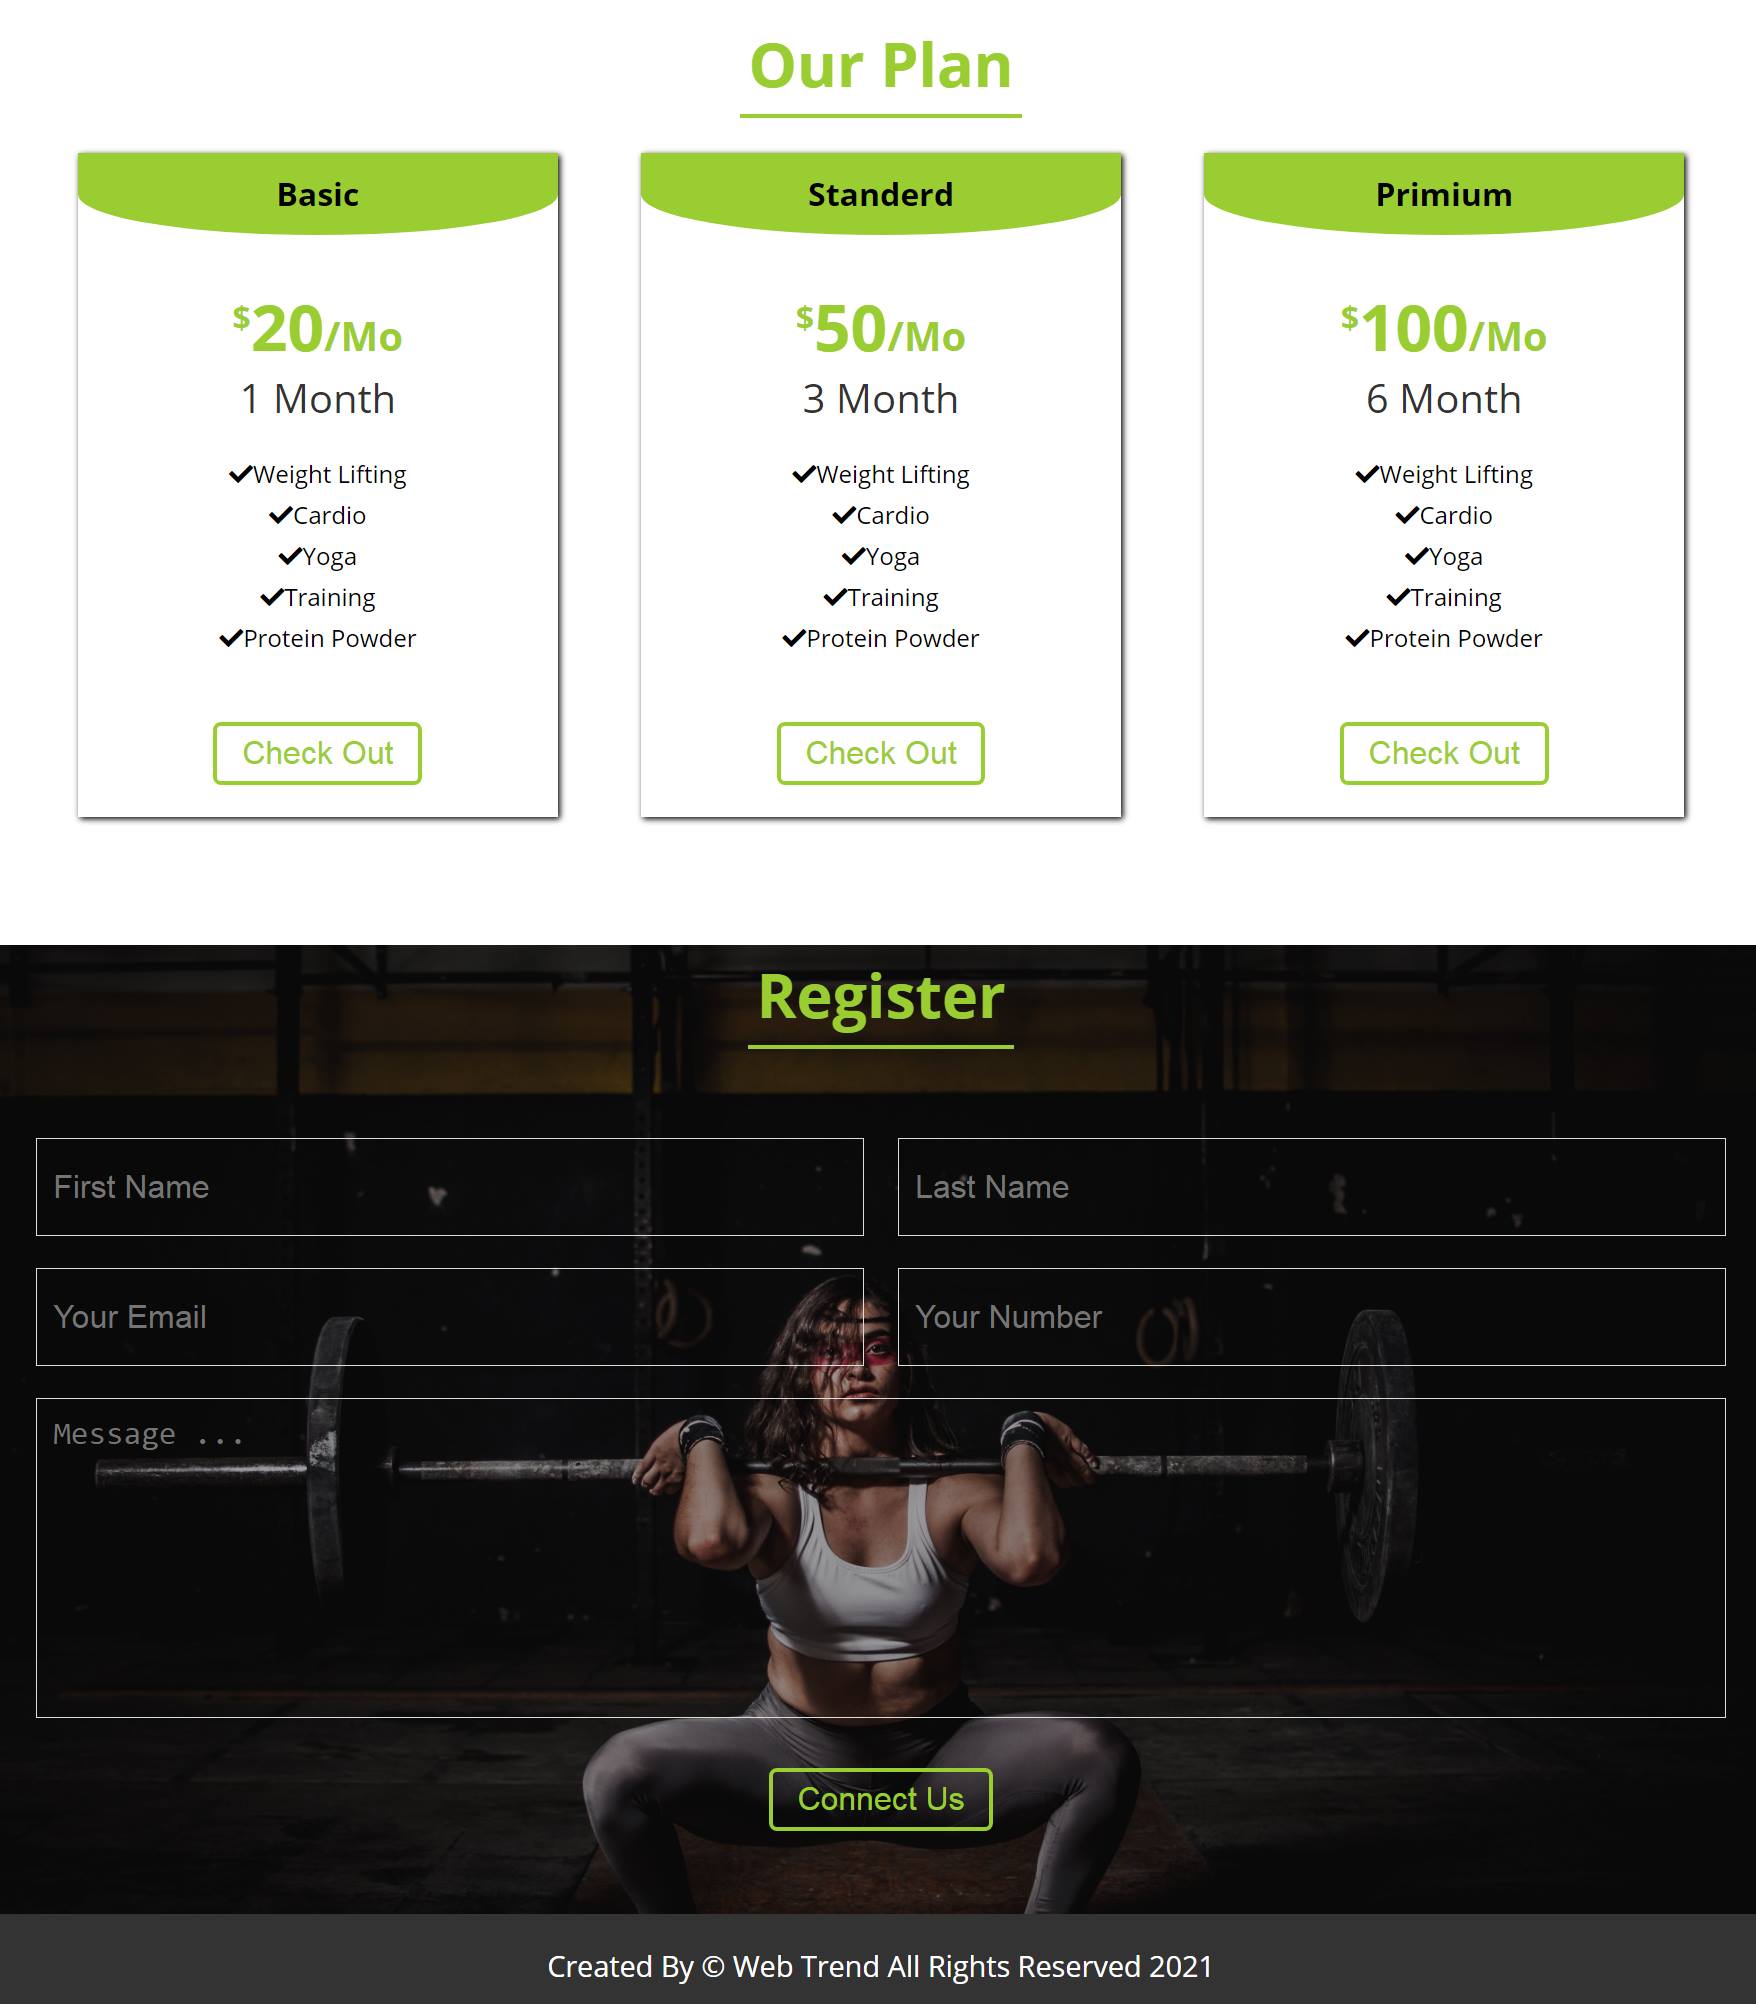 Our Plan
Basic
$20/Mo
1 Month
Weight Lifting
Cardio
Yoga
Training
Protein Powder
Check Out
Standerd
$50/Mo
3 Month
Weight Lifting
Cardio
Yoga
Training
Protein Powder
Check Out
Primium
$100/Mo
6 Month
Weight Lifting
Cardio
Yoga
Training
Protein Powder
Check Out
Register
First Name
Last Name
Your Email
Your Number
Message ...
Connect Us
Created By © Web Trend All Rights Reserved 2021